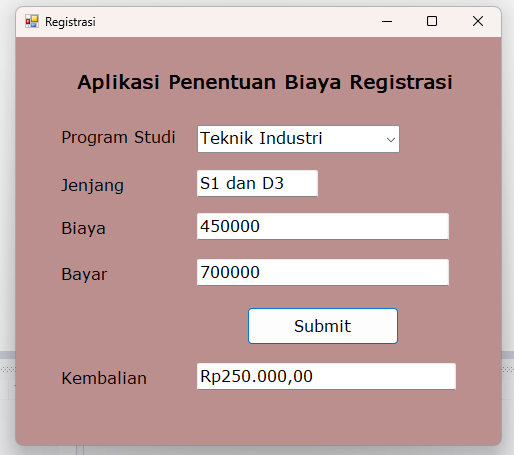 Registrasi
Aplikasi Penentuan Biaya Registrasi
Program Studi Teknik Industri
Jenjang S1 dan D3
Biaya 450000
Bayar 700000
Submit
Kembalian Rp250.000,00